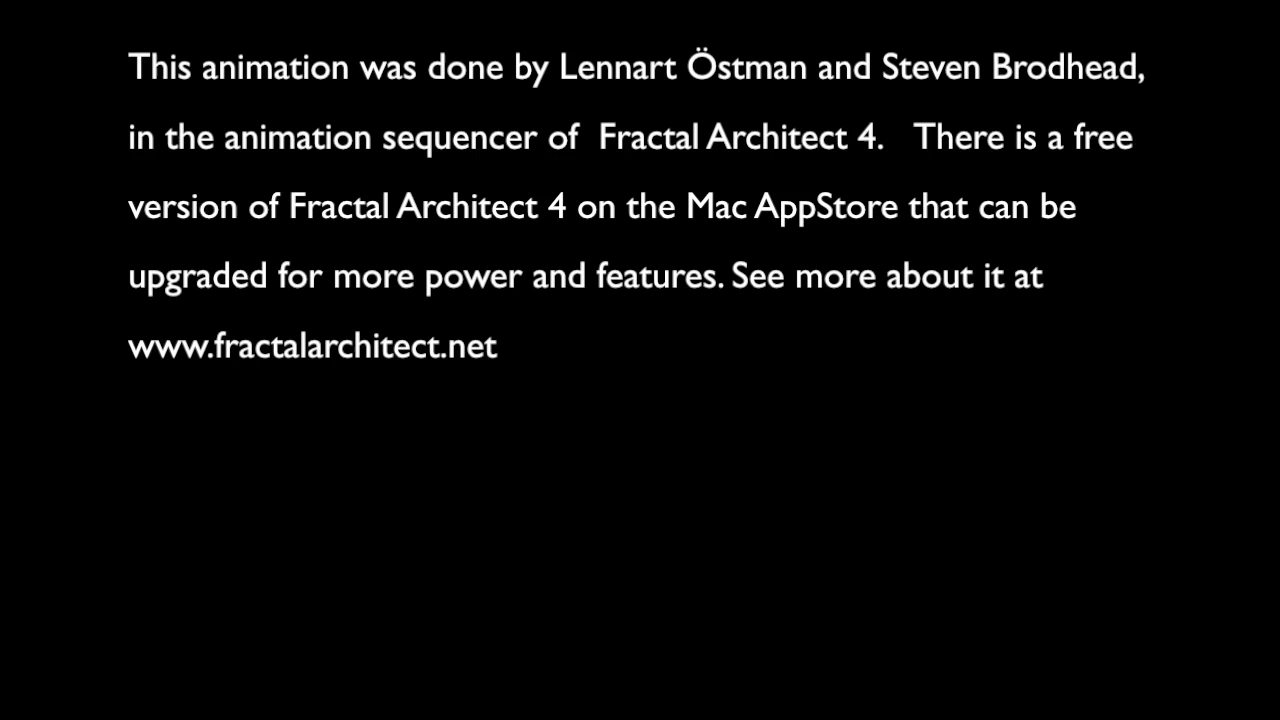 This animation was done by Lennart Östman and Steven Brodhead,
in the animation sequencer of  Fractal Architect 4.   There is a free
version of Fractal Architect 4 on the Mac AppStore that can be
upgraded for more power and features. See more about it at
www.fractalarchitect.net